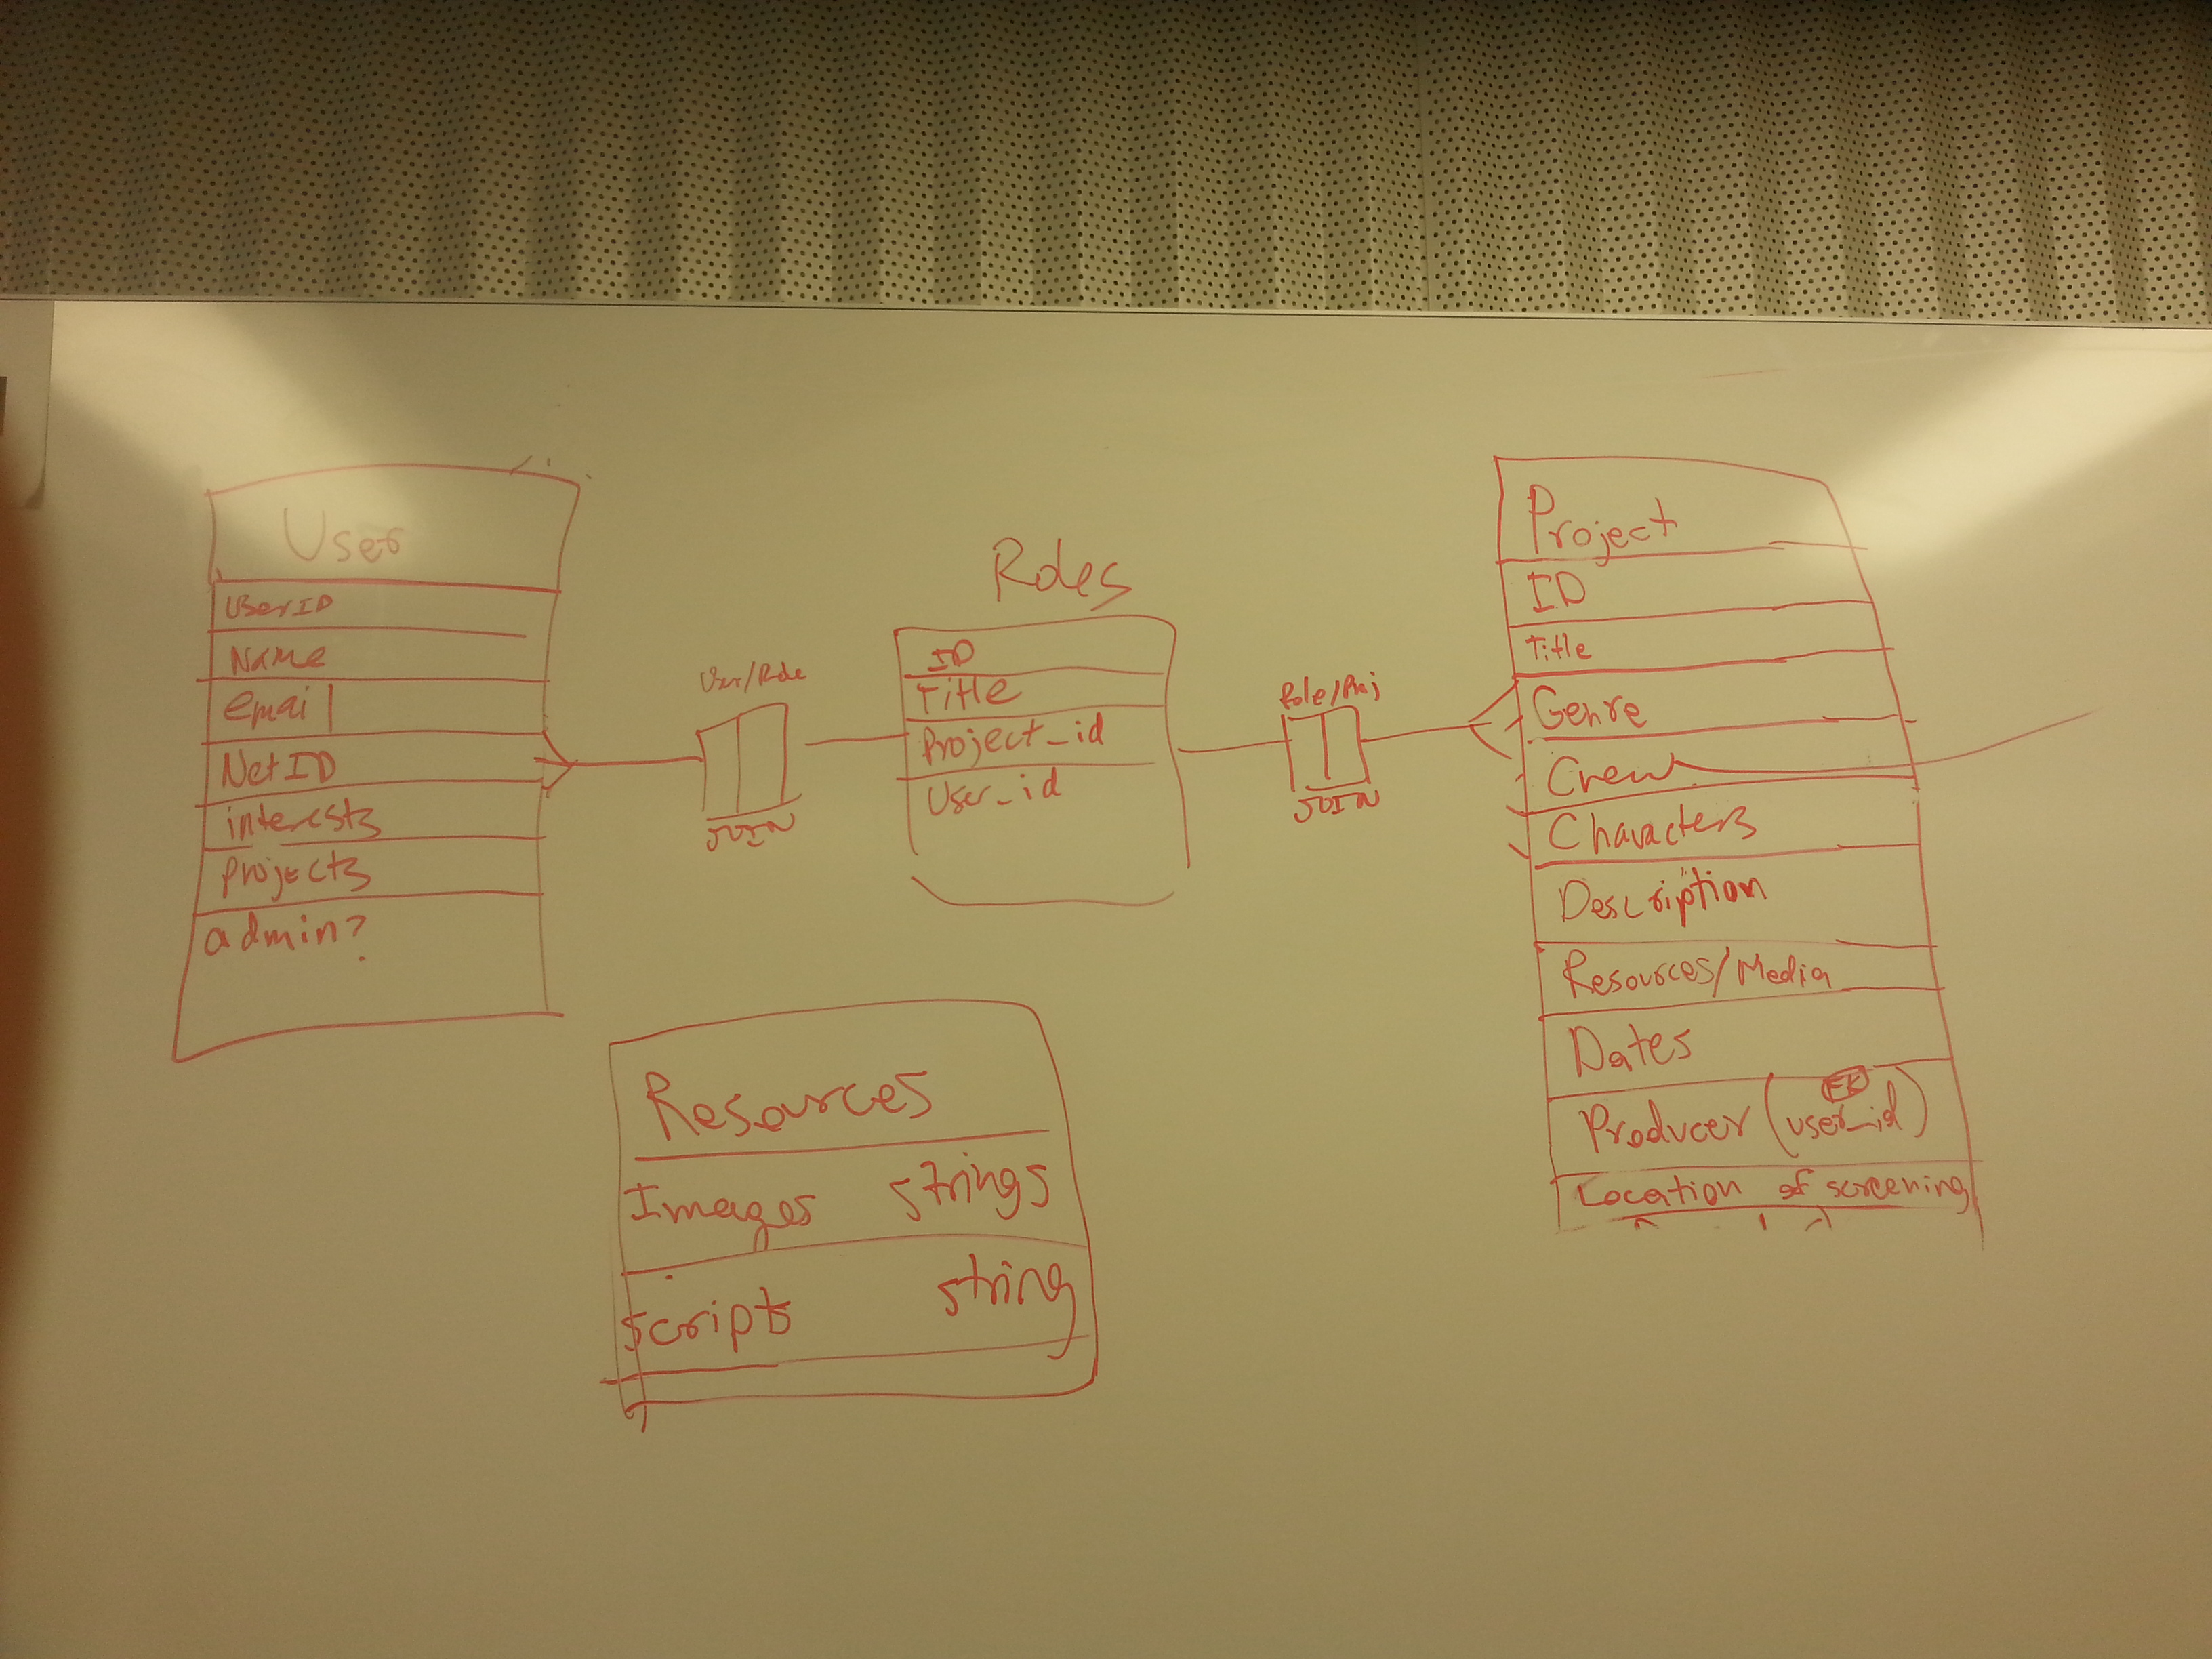 User
UserID
Name
email
NetID
interests
projects
admin?
User/Role
JOIN
Roles
ID
Title
Project_id
User_id
Role/Proj
JOIN
Project
ID
Title
Genre
Crew
Characters
Description
Resources/Media
Dates
FK
Producer (user_id)
Location of screening
Resources
Images strings
scripts string